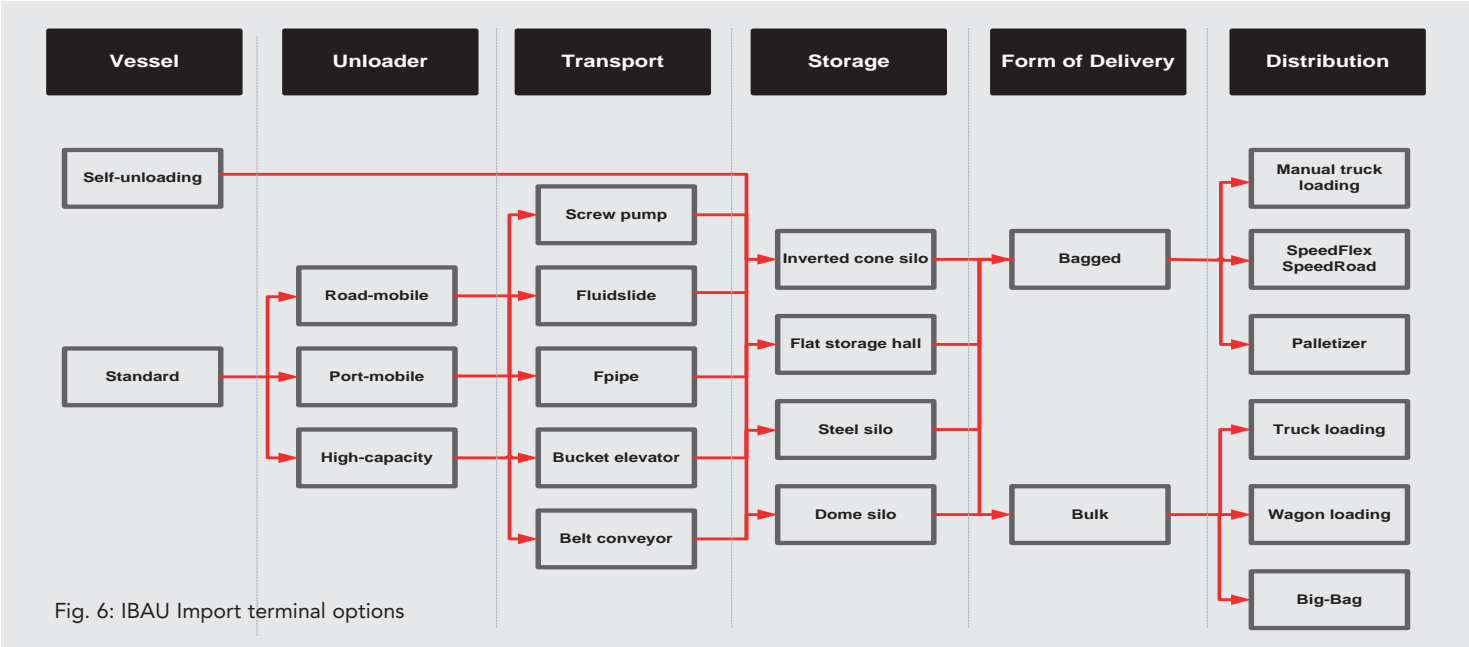 Vessel
Unloader
Transport
Storage
Form of Delivery
Distribution
Self-unloading
Standard
Road-mobile
Port-mobile
High-capacity
Screw pump
Fluidslide
Fpipe
Bucket elevator
Belt conveyor
Inverted cone silo
Flat storage hall
Steel silo
Dome silo
Bagged
Bulk
Manual truck
loading
SpeedFlex
SpeedRoad
Palletizer
Truck loading
Wagon loading
Big-Bag
Fig. 6: IBAU Import terminal options